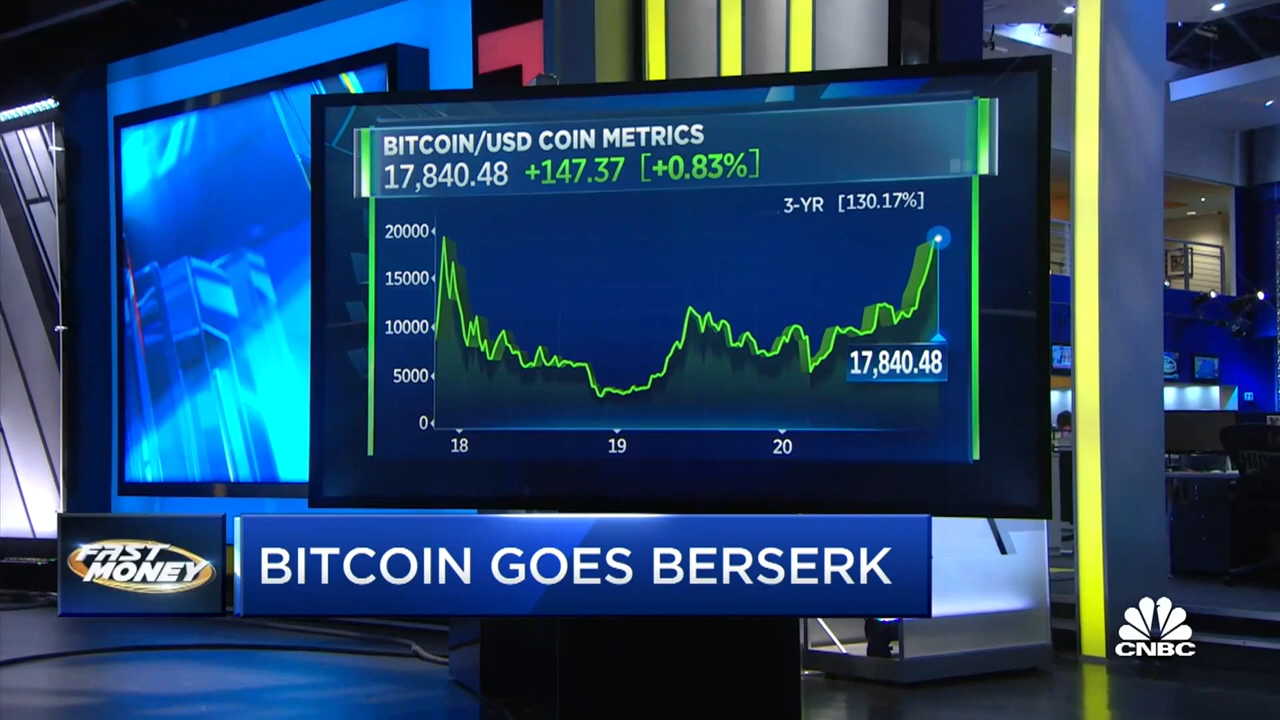 BITCOIN/USD COIN METRICS
17,840.48 +147.37 [+0.83%]
3-YR [130.17%]
20000
15000
10000
5000
0
17,840.48
18 19 20
FAST
MONEY
BITCOIN GOES BERSERK
CNBC